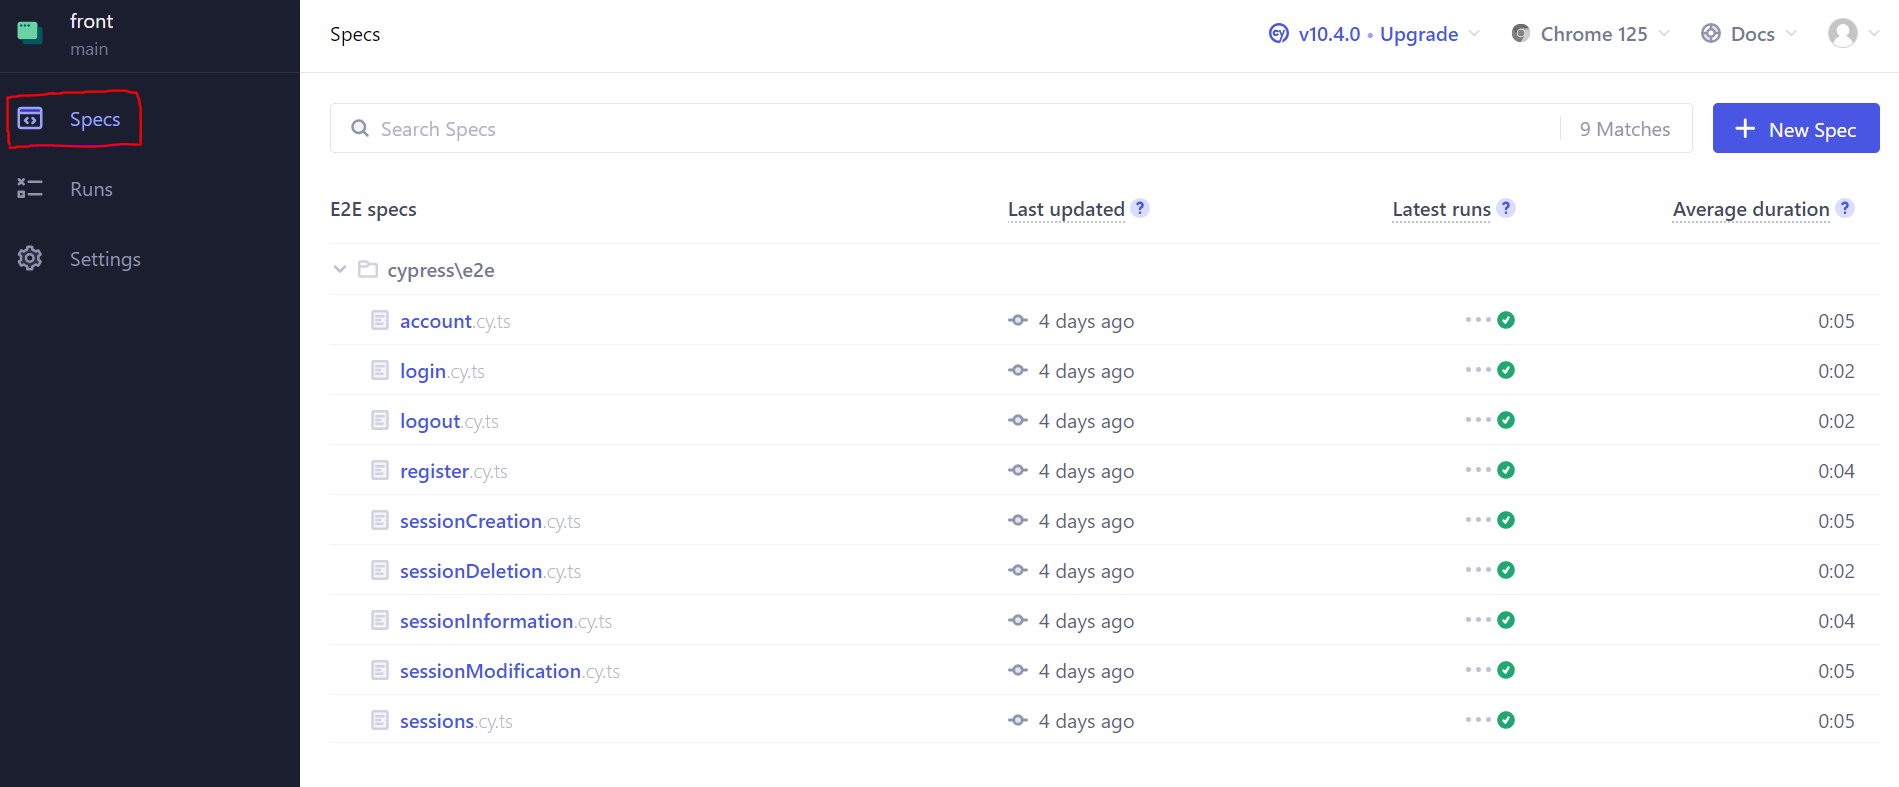 front
main
Specs
Runs
Settings
Specs
v10.4.0 • Upgrade
Chrome 125
Docs
Search Specs
9 Matches
+ New Spec
E2E specs
Last updated ?
Latest runs ?
Average duration ?
cypress\e2e
account.cy.ts 4 days ago 0:05
login.cy.ts 4 days ago 0:02
logout.cy.ts 4 days ago 0:02
register.cy.ts 4 days ago 0:04
sessionCreation.cy.ts 4 days ago 0:05
sessionDeletion.cy.ts 4 days ago 0:02
sessionInformation.cy.ts 4 days ago 0:04
sessionModification.cy.ts 4 days ago 0:05
sessions.cy.ts 4 days ago 0:05